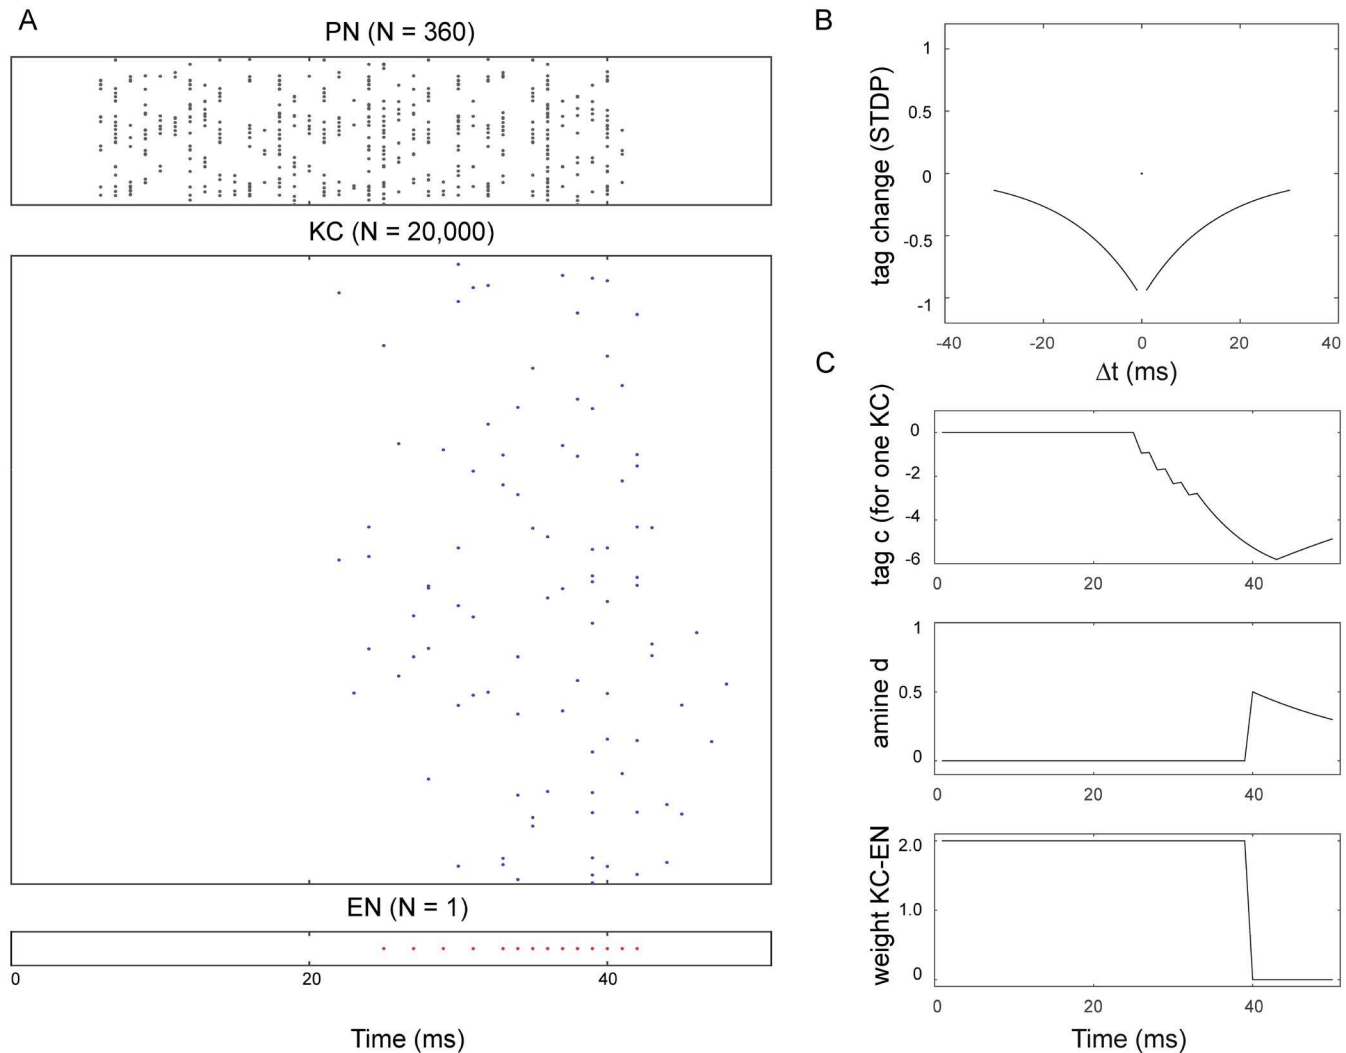 A
PN (N = 360)
KC (N = 20,000)
EN (N = 1)
0 20 40
Time (ms)
B
tag change (STDP)
1
0.5
0
-0.5
-1
-40 -20 0 20 40
Δt (ms)
C
tag c (for one KC)
0
-2
-4
-6
0 20 40
amine d
1
0.5
0
0 20 40
weight KC-EN
2.0
1.0
0
0 20 40
Time (ms)